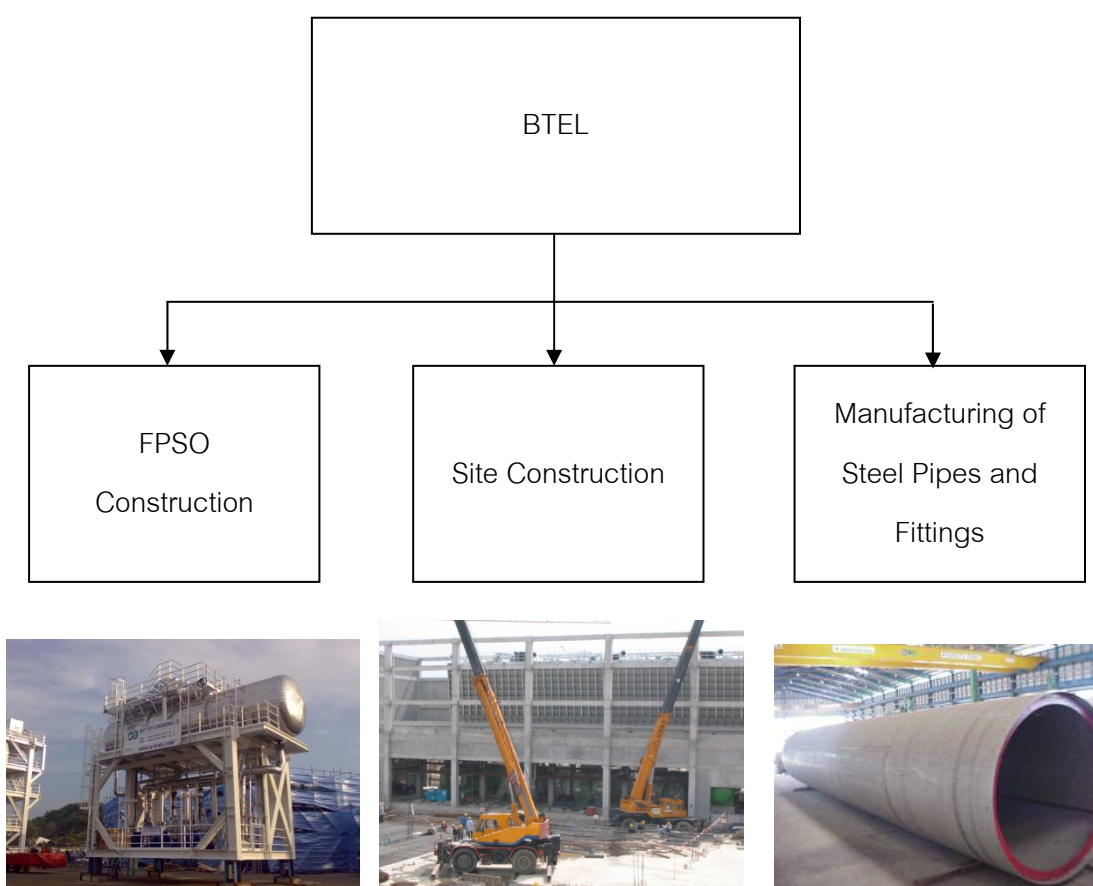 BTEL
FPSO
Construction
Site Construction
Manufacturing of
Steel Pipes and
Fittings